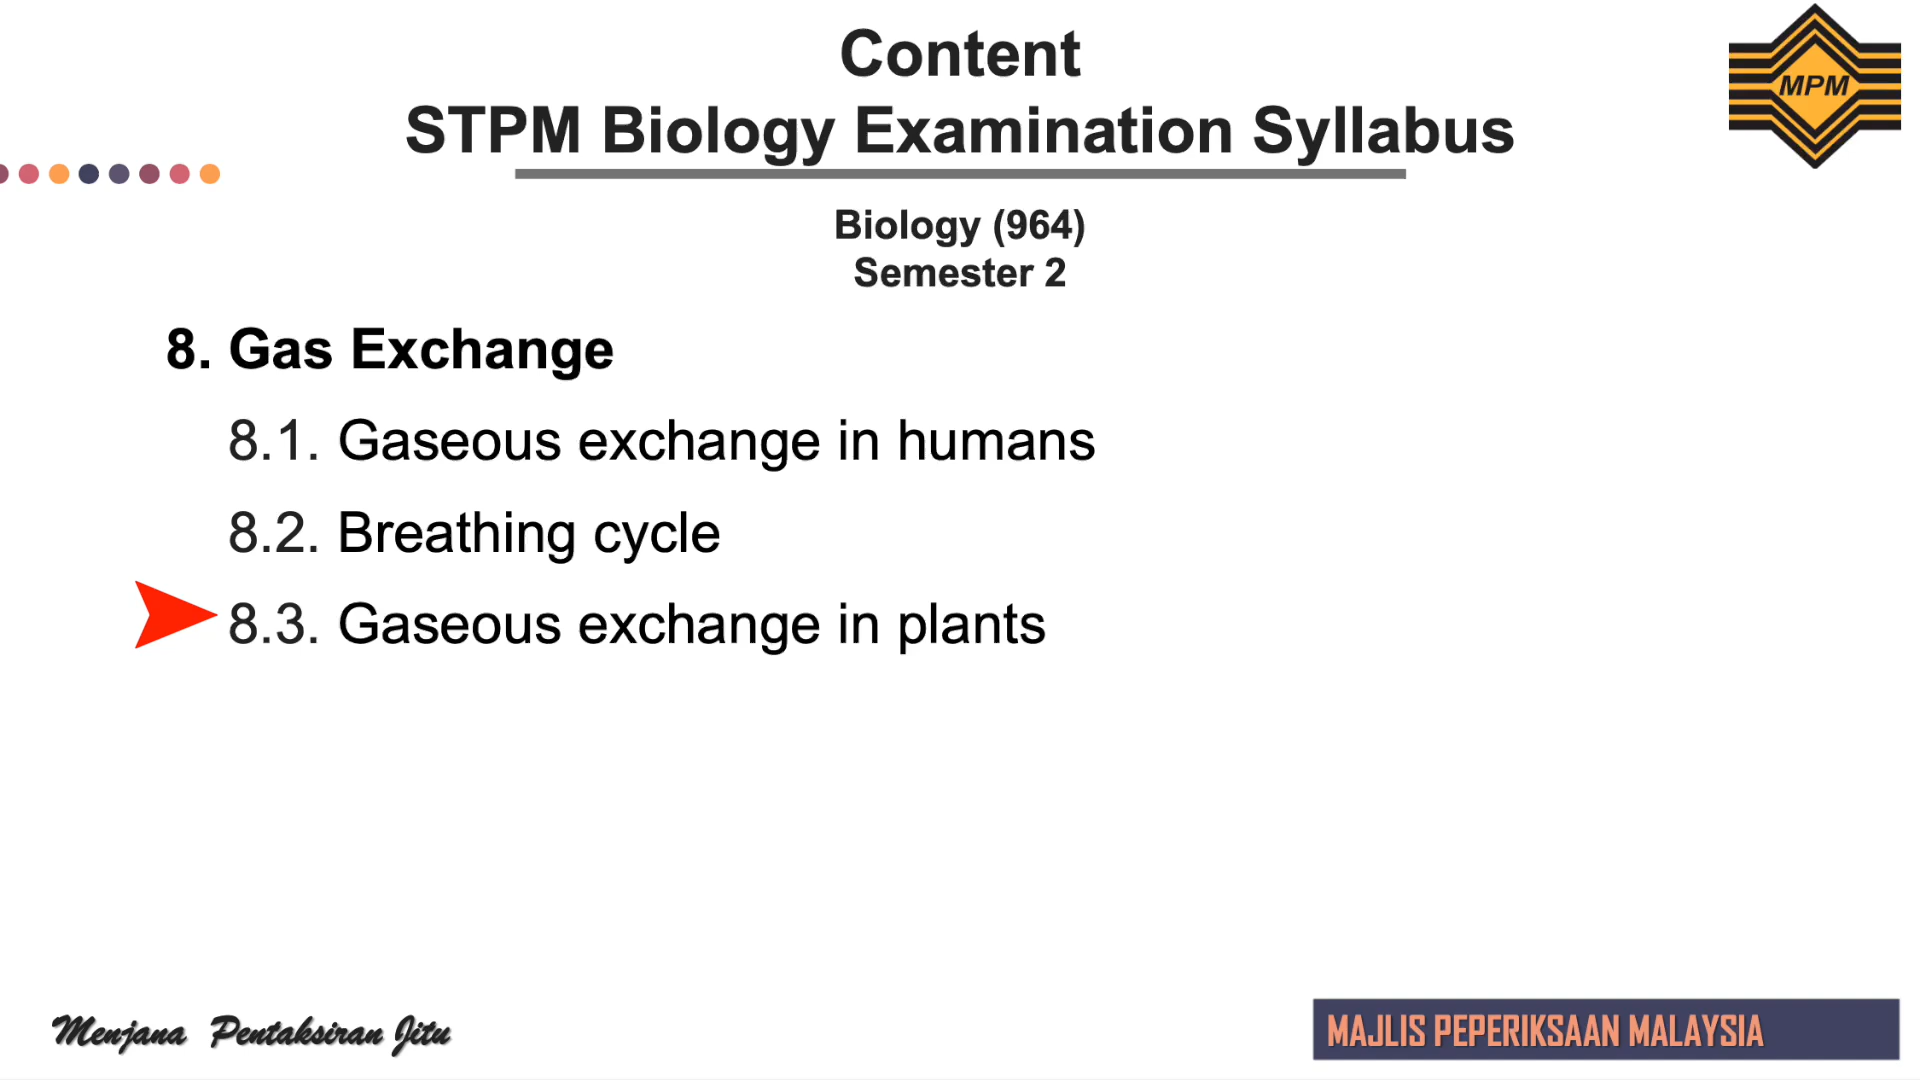 Content
STPM Biology Examination Syllabus
MPM
Biology (964)
Semester 2
8. Gas Exchange
8.1. Gaseous exchange in humans
8.2. Breathing cycle
8.3. Gaseous exchange in plants
Menjana Pentaksiran Jitu
MAJLIS PEPERIKSAAN MALAYSIA